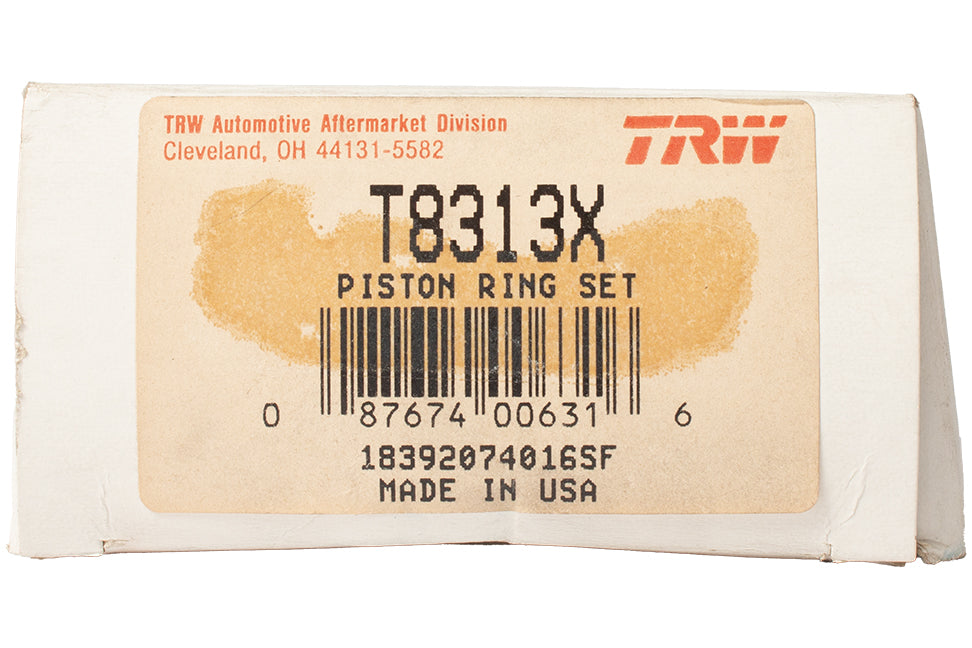 TRW Automotive Aftermarket Division
Cleveland, OH 44131-5582
TRW
T8313X
PISTON RING SET
0 87674 00631 6
18392074016SF
MADE IN USA